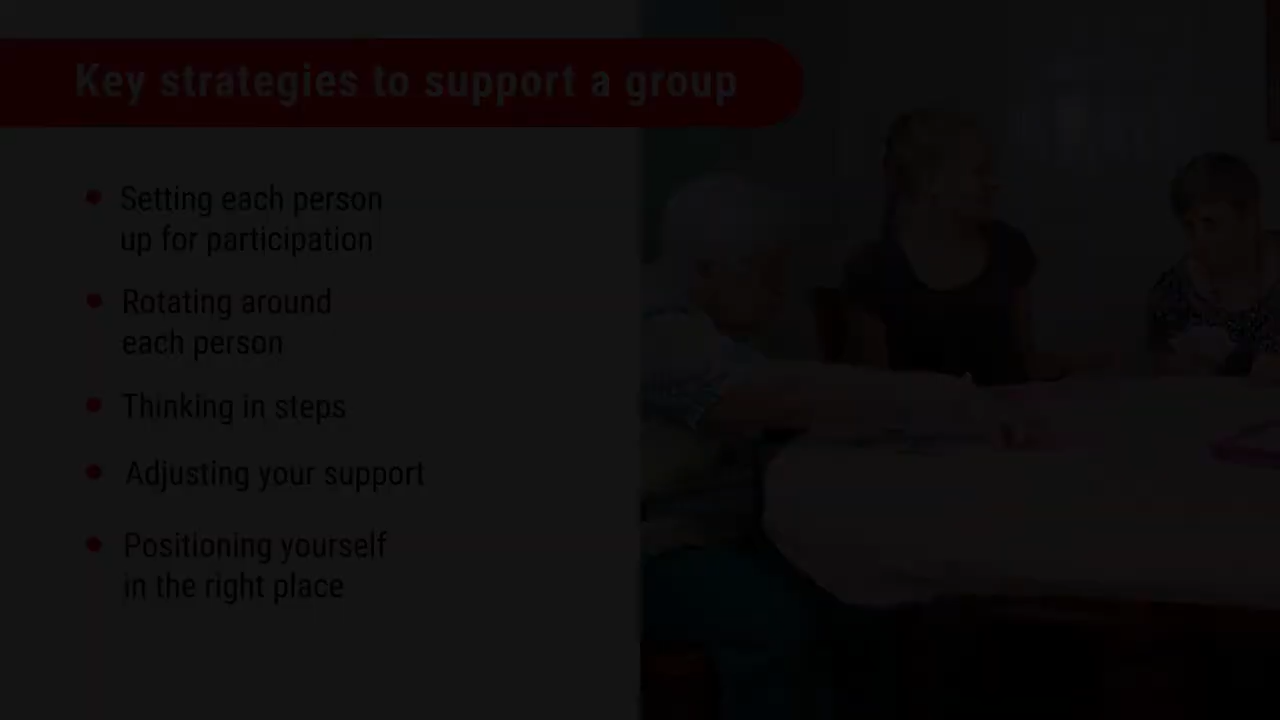 Key strategies to support a group
Setting each person
up for participation
Rotating around
each person
Thinking in steps
Adjusting your support
Positioning yourself
in the right place